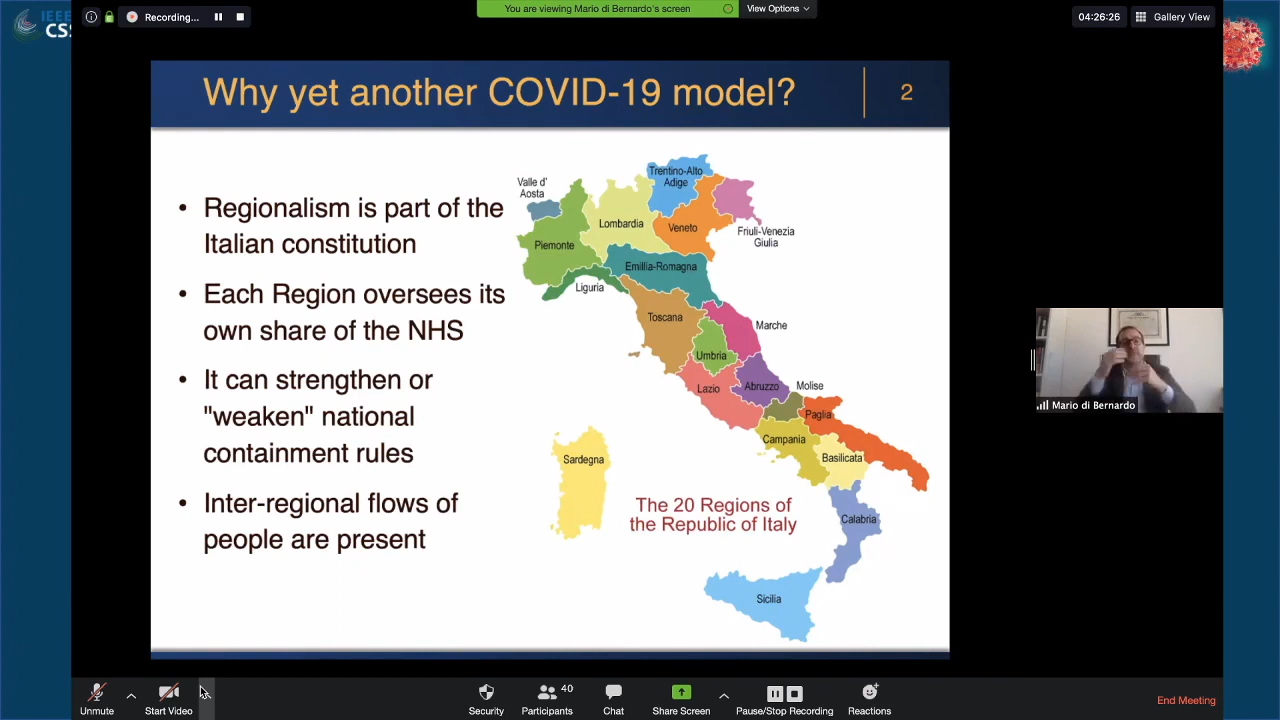 IEEE
CSS
Recording...
You are viewing Mario di Bernardo's screen
View Options
04:26:26
Gallery View
Why yet another COVID-19 model?
2
• Regionalism is part of the
Italian constitution
• Each Region oversees its
own share of the NHS
• It can strengthen or
"weaken" national
containment rules
• Inter-regional flows of
people are present
Valle d'
Aosta
Trentino-Alto
Adige
Lombardia
Veneto
Piemonte
Friuli-Venezia
Giulia
Emillia-Romagna
Liguria
Toscana
Marche
Umbria
Lazio
Abruzzo
Molise
Paglia
Campania
Basilicata
Sardegna
The 20 Regions of
the Republic of Italy
Calabria
Sicilia
Mario di Bernardo
Unmute
Start Video
Security
Participants
40
Chat
Share Screen
Pause/Stop Recording
Reactions
End Meeting